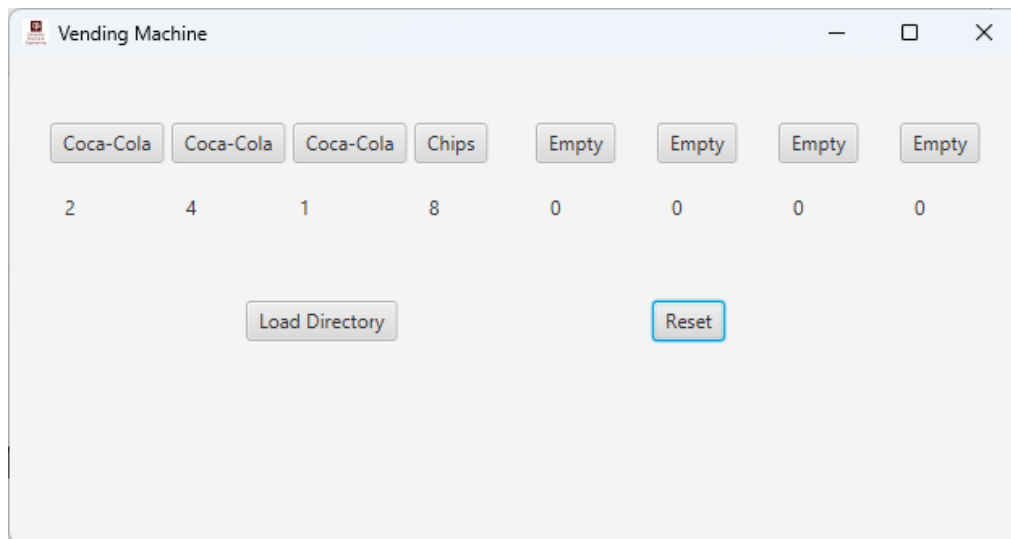 Vending Machine
Coca-Cola Coca-Cola Coca-Cola Chips Empty Empty Empty Empty
2 4 1 8 0 0 0 0
Load Directory Reset